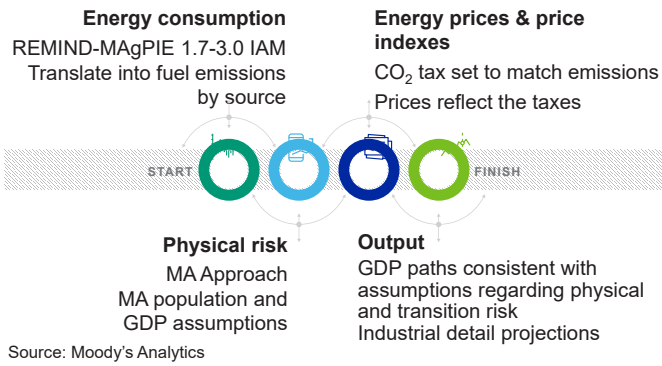 Energy consumption
REMIND-MAgPIE 1.7-3.0 IAM
Translate into fuel emissions
by source
Energy prices & price
indexes
CO₂ tax set to match emissions
Prices reflect the taxes
START
FINISH
Physical risk
MA Approach
MA population and
GDP assumptions
Output
GDP paths consistent with
assumptions regarding physical
and transition risk
Industrial detail projections
Source: Moody's Analytics